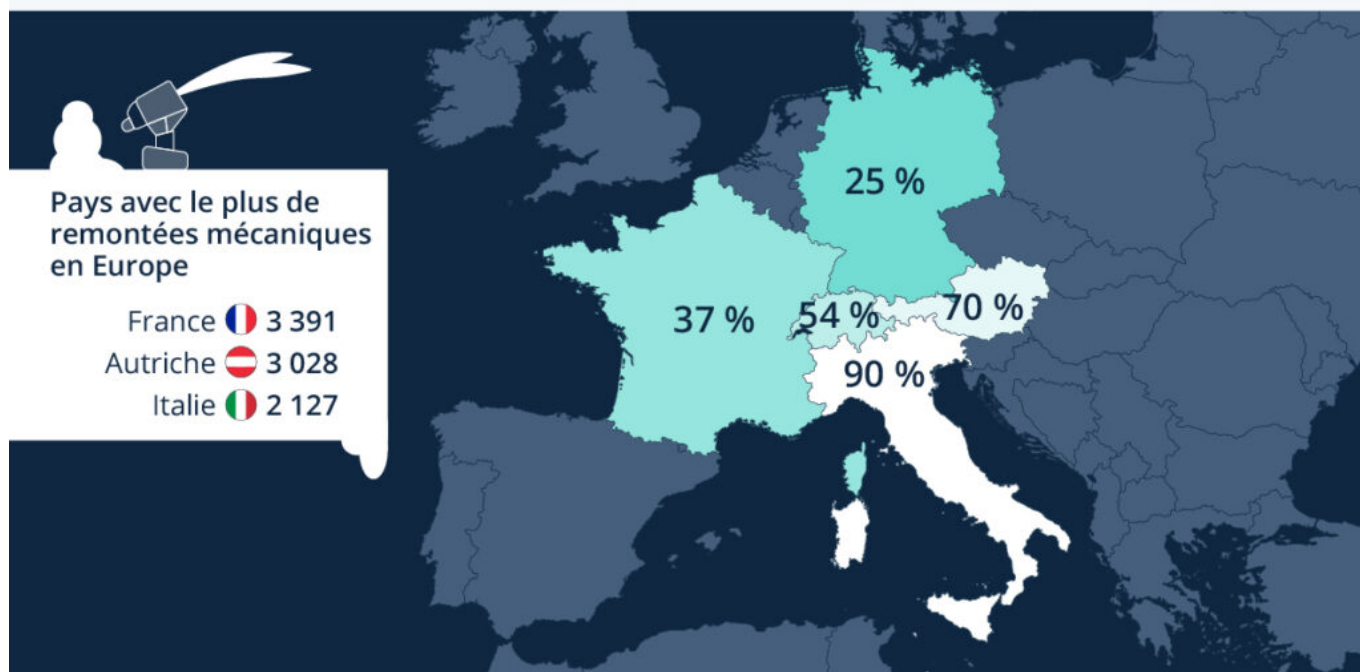 Pays avec le plus de
remontées mécaniques
en Europe
France 3 391
Autriche 3 028
Italie 2 127
25 %
37 %
54 %
70 %
90 %